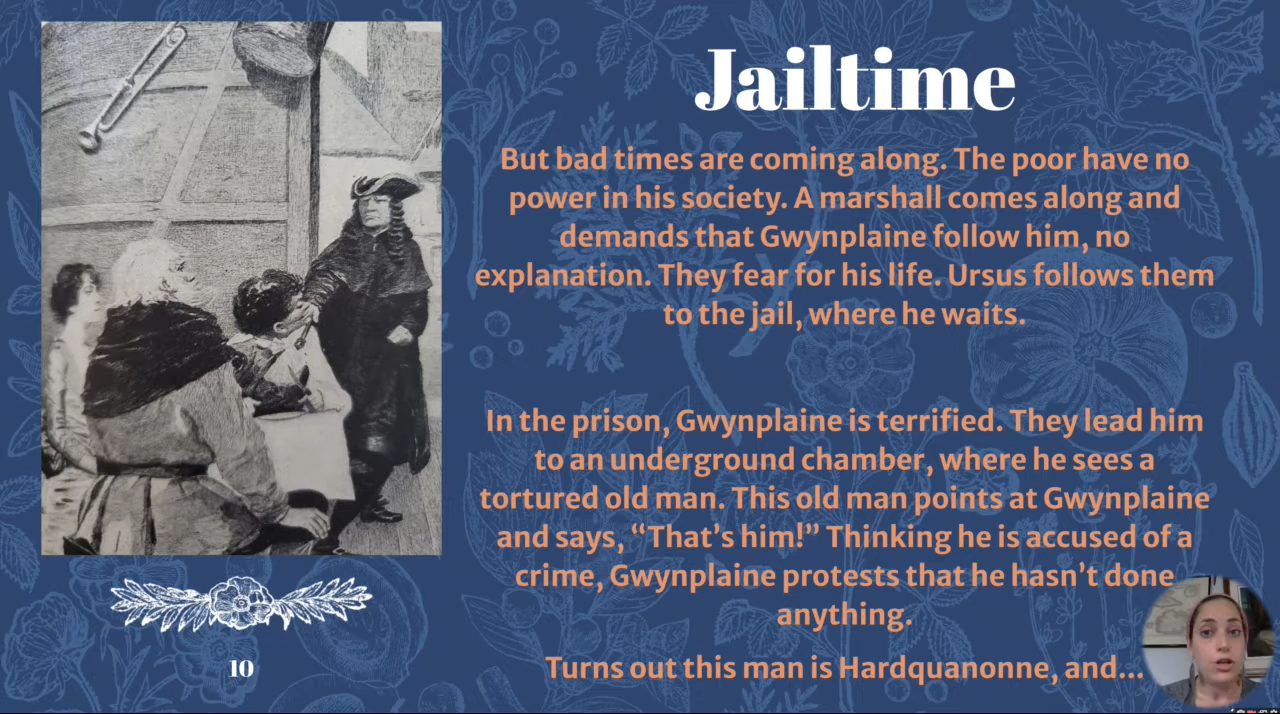 Jailtime
But bad times are coming along. The poor have no
power in his society. A marshall comes along and
demands that Gwynplaine follow him, no
explanation. They fear for his life. Ursus follows them
to the jail, where he waits.
In the prison, Gwynplaine is terrified. They lead him
to an underground chamber, where he sees a
tortured old man. This old man points at Gwynplaine
and says, “That’s him!” Thinking he is accused of a
crime, Gwynplaine protests that he hasn’t done
anything.
Turns out this man is Hardquanonne, and...
10